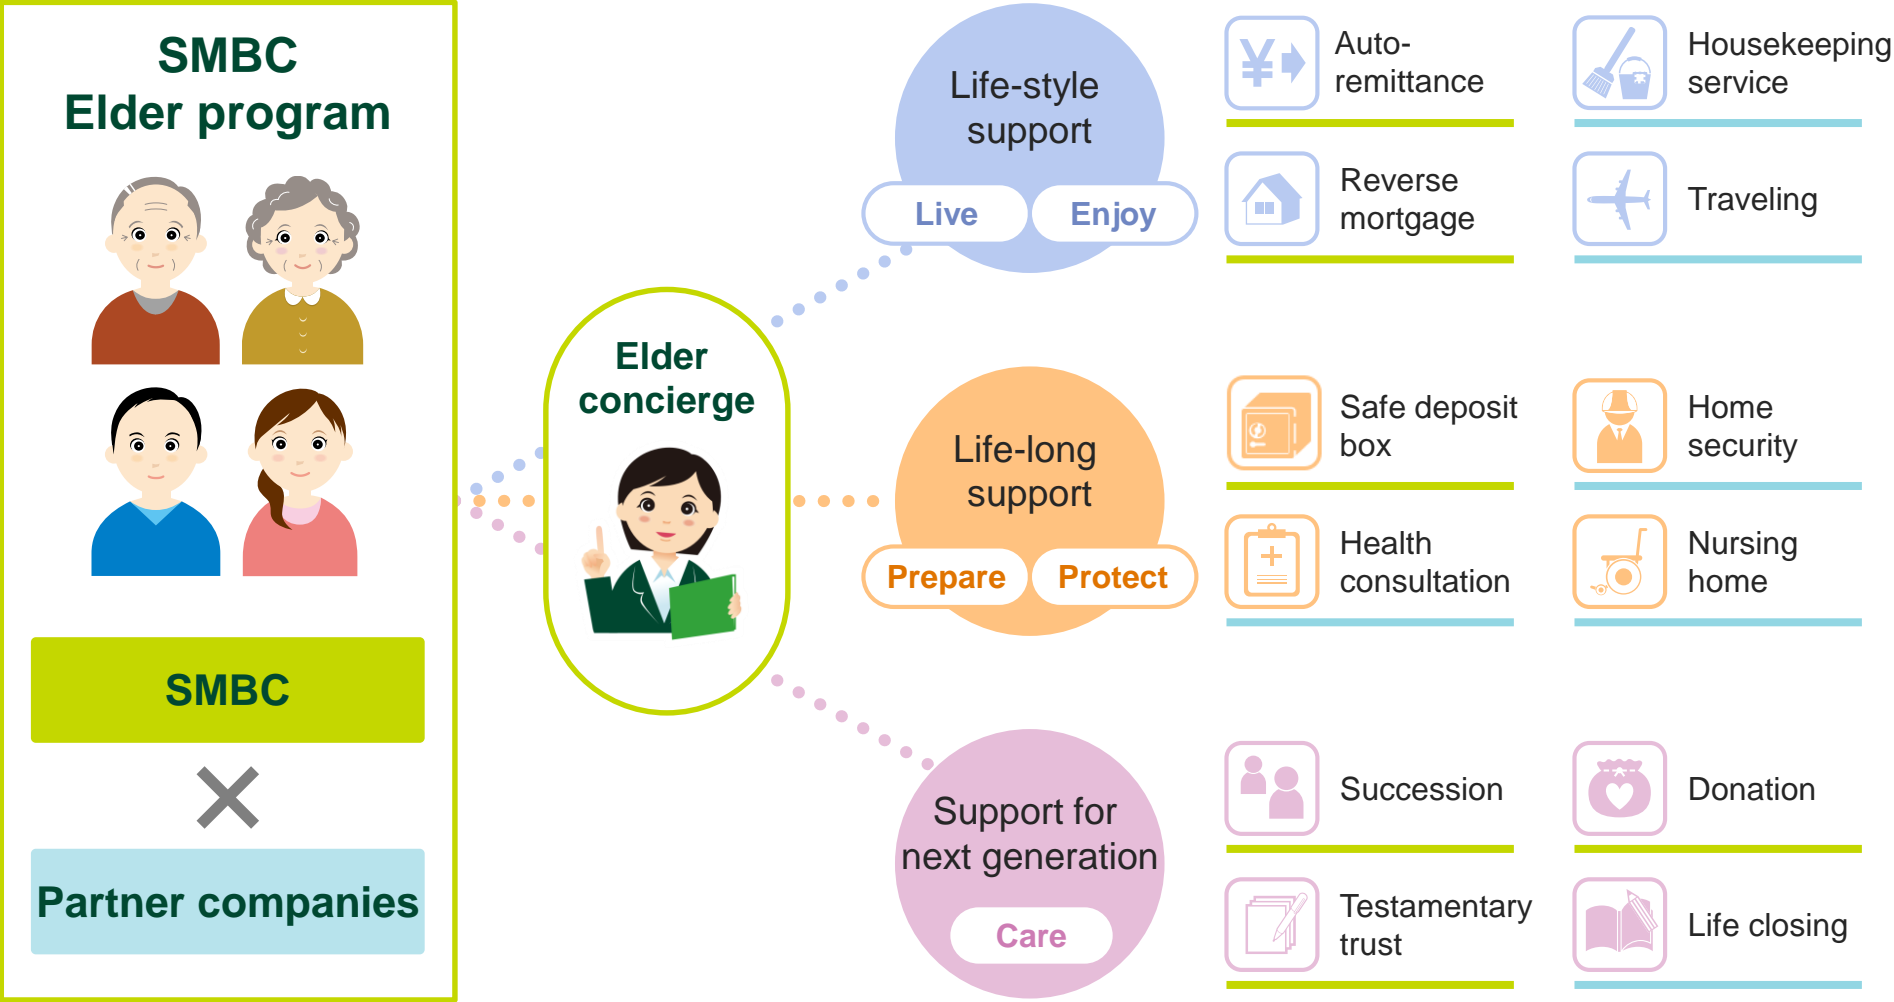 SMBC
Elder program
SMBC
Partner companies
Elder
concierge
Life-style
support
Live
Enjoy
Auto-
remittance
Housekeeping
service
Reverse
mortgage
Traveling
Life-long
support
Prepare
Protect
Safe deposit
box
Home
security
Health
consultation
Nursing
home
Support for
next generation
Care
Succession
Donation
Testamentary
trust
Life closing